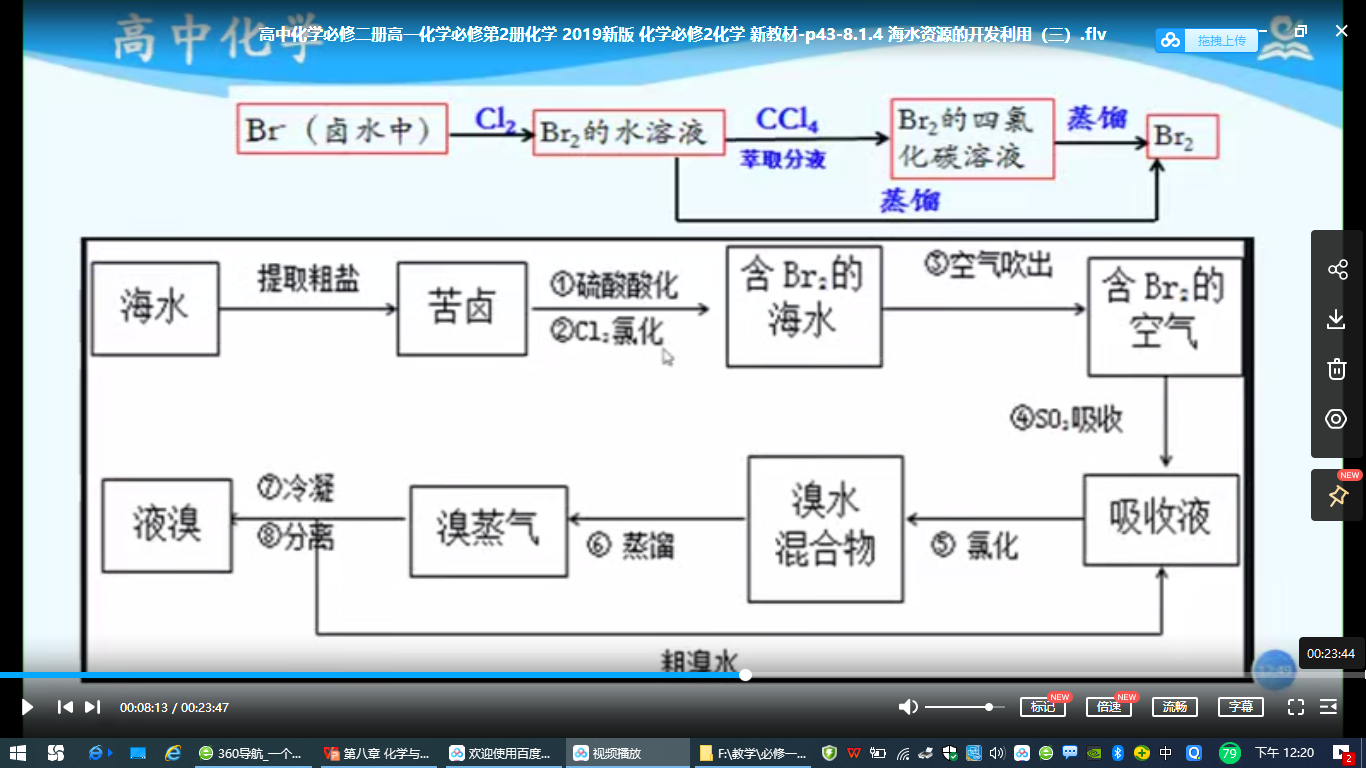 高中化学
高中化学必修二册高一化学必修第2册化学 2019新版 化学必修2化学 新教材-p43-8.1.4 海水资源的开发利用（三）.flv
拖拽上传
Br⁻（卤水中）
Cl₂
Br₂的水溶液
CCl₄
萃取分液
Br₂的四氯
化碳溶液
蒸馏
Br₂
蒸馏
海水
提取粗盐
苦卤
①硫酸酸化
②Cl₂氯化
含Br₂的
海水
③空气吹出
含Br₂的
空气
④SO₂吸收
液溴
⑦冷凝
⑧分离
溴蒸气
⑥ 蒸馏
溴水
混合物
⑤ 氯化
吸收液
粗溴水
NEW
00:23:44
12:49
00:08:13 / 00:23:47
标记
NEW
倍速
NEW
流畅
字幕
360导航_一个...
第八章 化学与...
欢迎使用百度...
视频播放
F:\教学\必修一...
中
79
下午 12:20
2